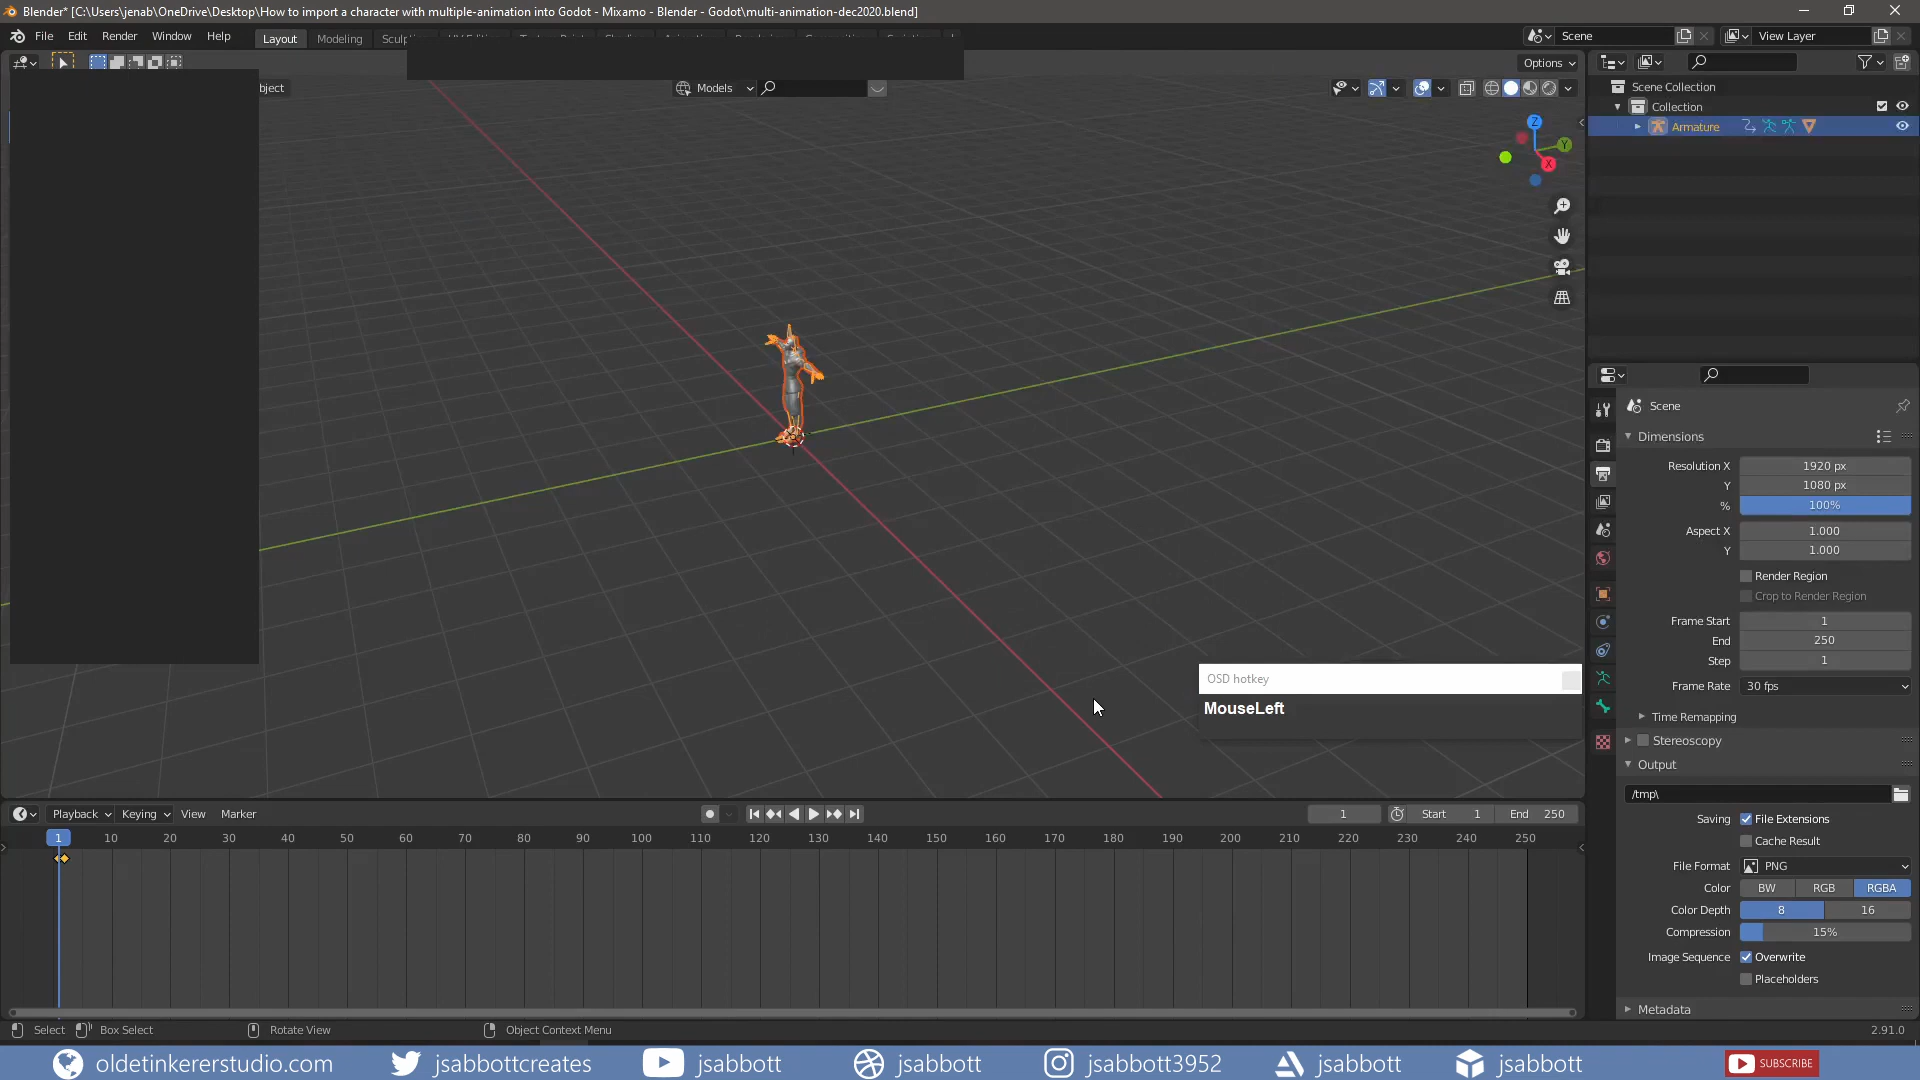 Blender* [C:\Users\jenab\OneDrive\Desktop\How to import a character with multiple-animation into Godot - Mixamo - Blender - Godot\multi-animation-dec2020.blend]
File Edit Render Window Help Layout Modeling
Scene View Layer
Options
bject Models
Scene Collection
Collection
Armature
Z
Y
X
Scene
Dimensions
Resolution X 1920 px
Y 1080 px
% 100%
Aspect X 1.000
Y 1.000
Render Region
Crop to Render Region
Frame Start 1
End 250
Step 1
Frame Rate 30 fps
Time Remapping
Stereoscopy
Output
/tmp\
Saving File Extensions
Cache Result
File Format PNG
Color BW RGB RGBA
Color Depth 8 16
Compression 15%
Image Sequence Overwrite
Placeholders
Metadata
OSD hotkey
MouseLeft
Playback Keying View Marker 1 Start 1 End 250
1 10 20 30 40 50 60 70 80 90 100 110 120 130 140 150 160 170 180 190 200 210 220 230 240 250
Select Box Select Rotate View Object Context Menu 2.91.0
oldetinkererstudio.com jsabbottcreates jsabbott jsabbott jsabbott3952 jsabbott jsabbott SUBSCRIBE